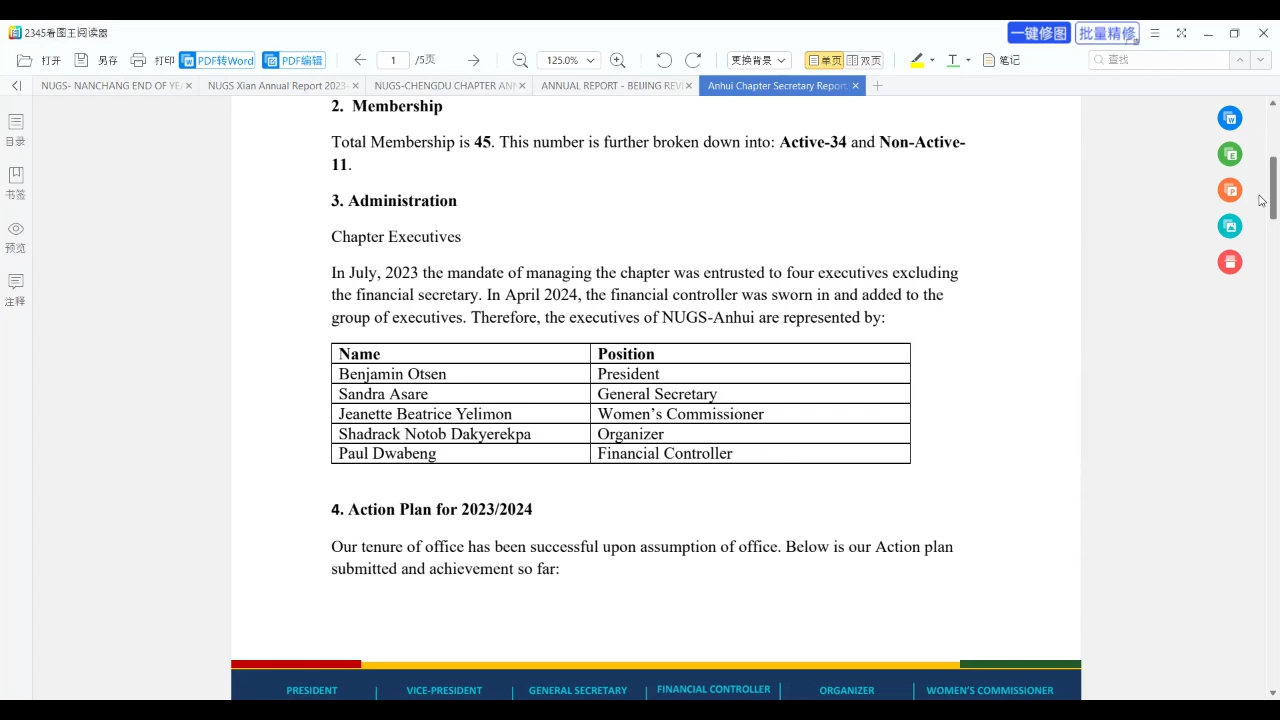 2345看图王阅读器
一键修图
批量精修
打开
另存
打印
PDF转Word
PDF编辑
1
/5页
125.0%
更换背景
单页
双页
T
笔记
查找
NUGS- NANCHANG END OF YE
NUGS Xian Annual Report 2023-
NUGS-CHENGDU CHAPTER ANN
ANNUAL REPORT - BEIJING REVI
Anhui Chapter Secretary Report.
目录
书签
预览
注释
2. Membership
Total Membership is 45. This number is further broken down into: Active-34 and Non-Active-
11.
3. Administration
Chapter Executives
In July, 2023 the mandate of managing the chapter was entrusted to four executives excluding
the financial secretary. In April 2024, the financial controller was sworn in and added to the
group of executives. Therefore, the executives of NUGS-Anhui are represented by:
Name Position
Benjamin Otsen President
Sandra Asare General Secretary
Jeanette Beatrice Yelimon Women’s Commissioner
Shadrack Notob Dakyerekpa Organizer
Paul Dwabeng Financial Controller
4. Action Plan for 2023/2024
Our tenure of office has been successful upon assumption of office. Below is our Action plan
submitted and achievement so far:
PRESIDENT VICE-PRESIDENT GENERAL SECRETARY FINANCIAL CONTROLLER ORGANIZER WOMEN’S COMMISSIONER